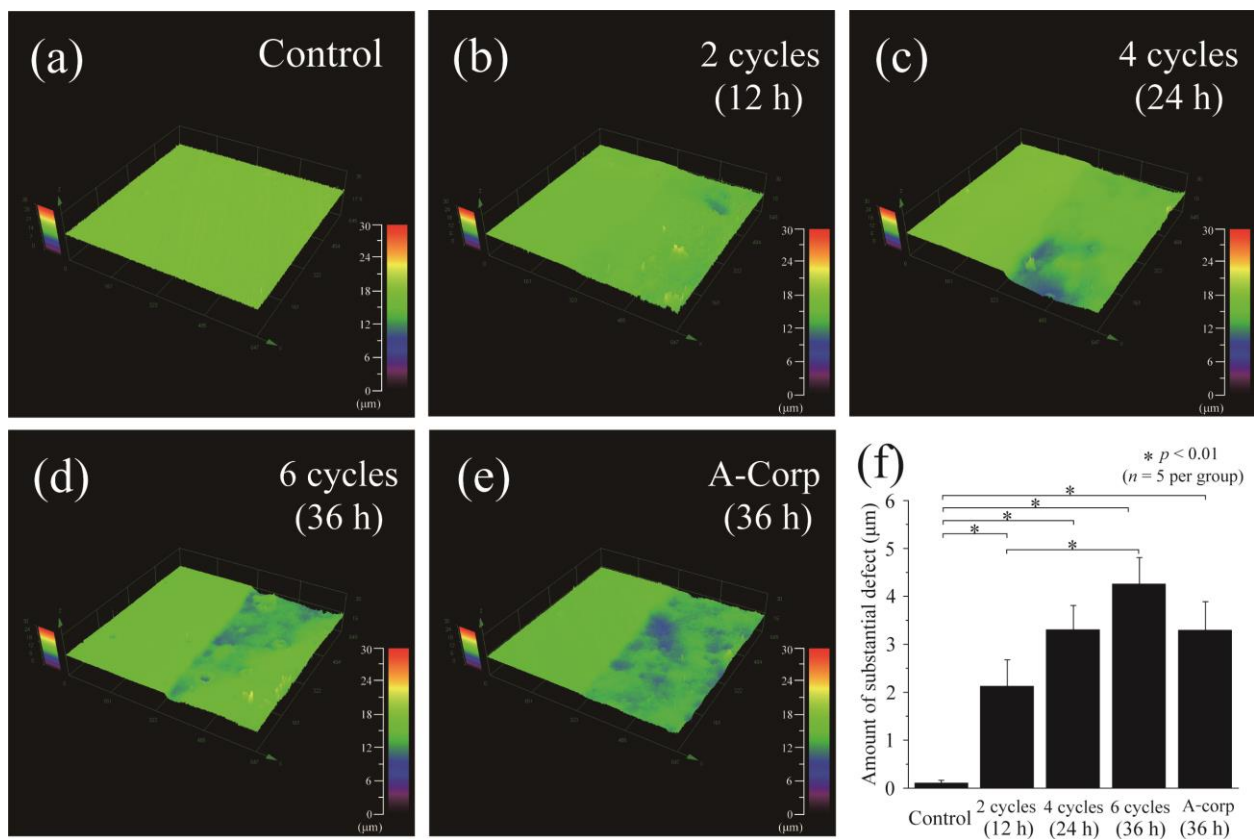 (a) Control
(b) 2 cycles
(12 h)
(c) 4 cycles
(24 h)
30
24
18
12
6
0
(μm)
30
24
18
12
6
0
(μm)
30
24
18
12
6
0
(μm)
(d) 6 cycles
(36 h)
(e) A-Corp
(36 h)
30
24
18
12
6
0
(μm)
30
24
18
12
6
0
(μm)
(f)
* p < 0.01
(n = 5 per group)
Amount of substantial defect (μm)
6
5
4
3
2
1
0
*
*
*
* *
Control
2 cycles
(12 h)
4 cycles
(24 h)
6 cycles
(36 h)
A-corp
(36 h)